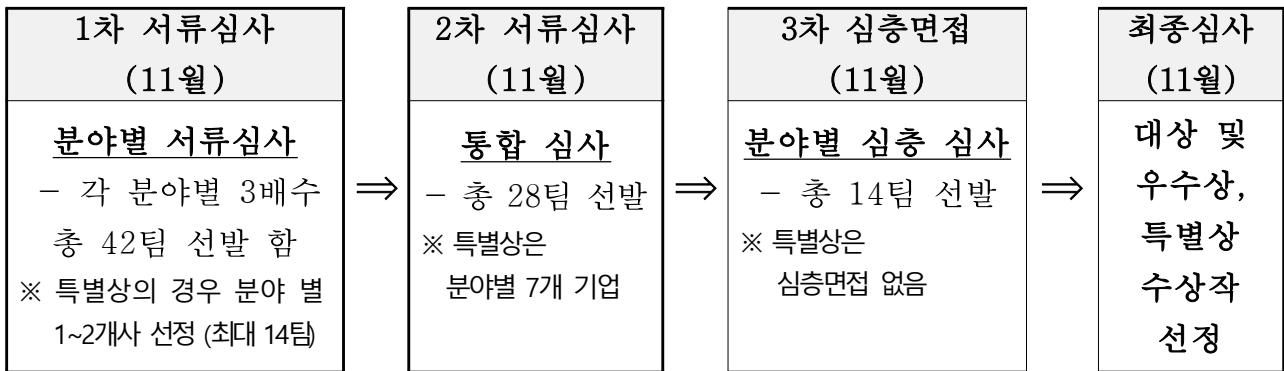 1차 서류심사
(11월)
분야별 서류심사
- 각 분야별 3배수
총 42팀 선발 함
※ 특별상의 경우 분야 별
1~2개사 선정 (최대 14팀)
⇒
2차 서류심사
(11월)
통합 심사
- 총 28팀 선발
※ 특별상은
분야별 7개 기업
⇒
3차 심층면접
(11월)
분야별 심층 심사
- 총 14팀 선발
※ 특별상은
심층면접 없음
⇒
최종심사
(11월)
대상 및
우수상,
특별상
수상작
선정